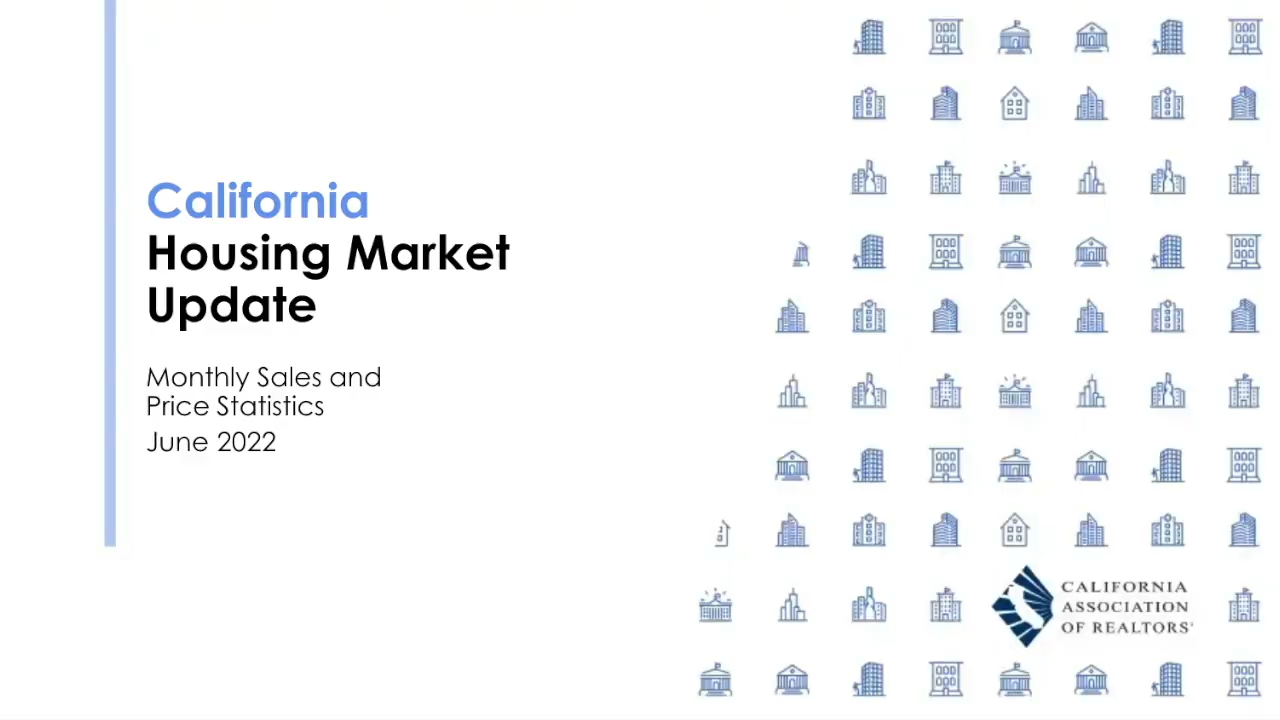 California
Housing Market
Update
Monthly Sales and
Price Statistics
June 2022
CALIFORNIA
ASSOCIATION
OF REALTORS®